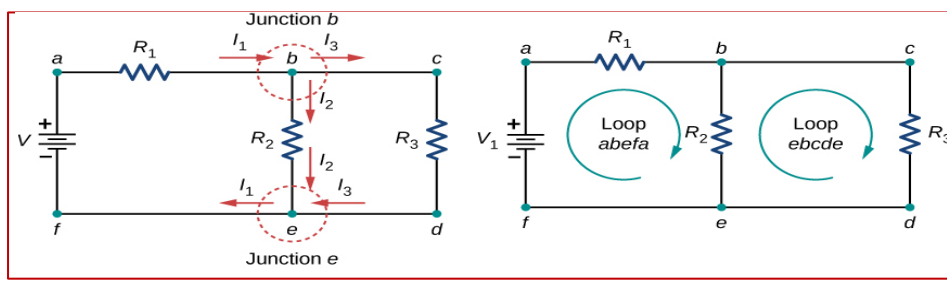 Junction b
I1 I3
a R1 b c
I2
V + − R2 R3
I2
I1 I3
f e d
Junction e
R1
a b c
V1 + − Loop abefa R2 Loop ebcde R3
f e d